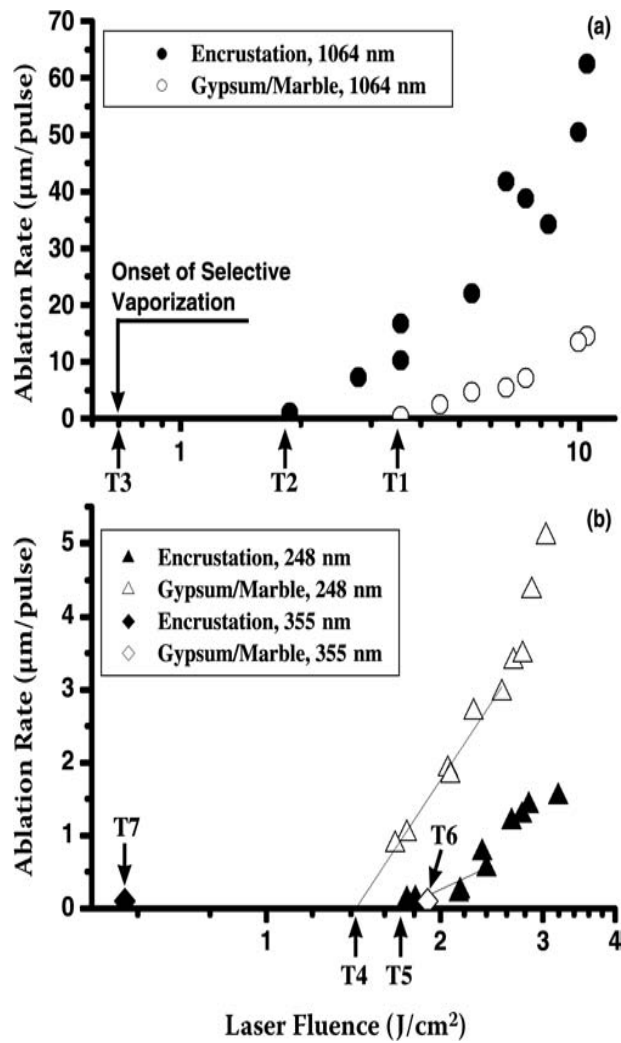 (a)
Encrustation, 1064 nm
Gypsum/Marble, 1064 nm
Ablation Rate (μm/pulse)
70
60
50
40
30
20
10
0
Onset of Selective
Vaporization
1
10
T3
T2
T1
(b)
Encrustation, 248 nm
Gypsum/Marble, 248 nm
Encrustation, 355 nm
Gypsum/Marble, 355 nm
Ablation Rate (μm/pulse)
5
4
3
2
1
0
T7
T6
1
2
3
4
T4
T5
Laser Fluence (J/cm²)